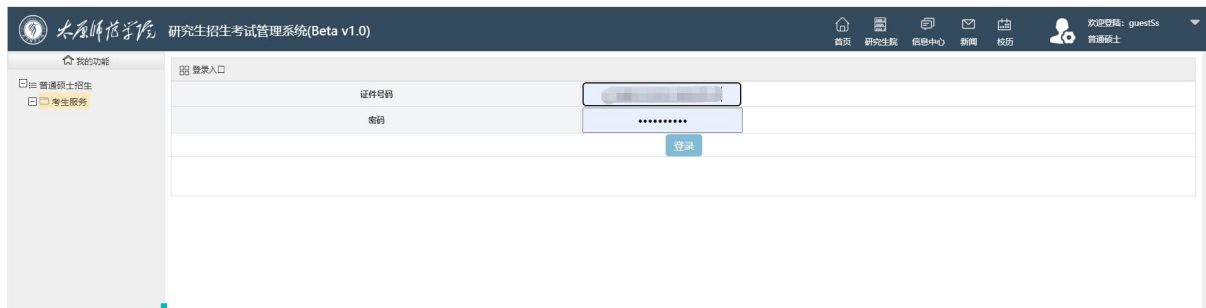 太原师范学院 研究生招生考试管理系统(Beta v1.0)
首页 研究生院 信息中心 新闻 校历
欢迎登陆: guestSs
普通硕士
我的功能
普通硕士招生
考生服务
登录入口
证件号码
密码 ••••••••••
登录